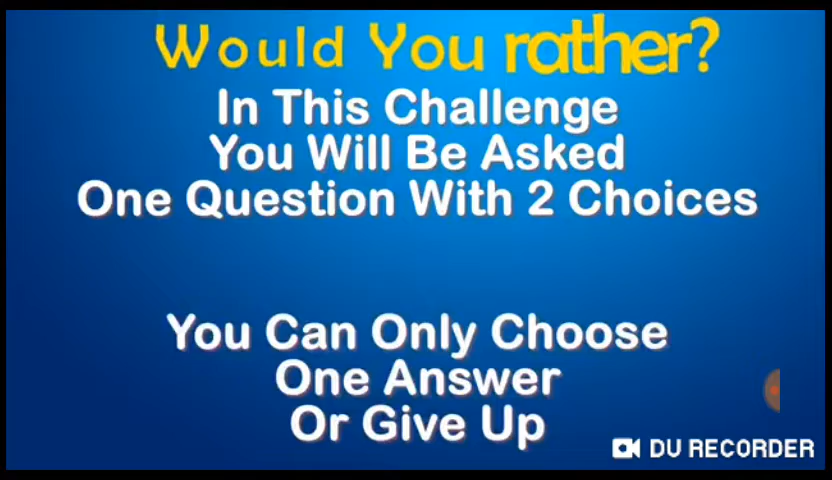 Would You rather?
In This Challenge
You Will Be Asked
One Question With 2 Choices
You Can Only Choose
One Answer
Or Give Up
DU RECORDER